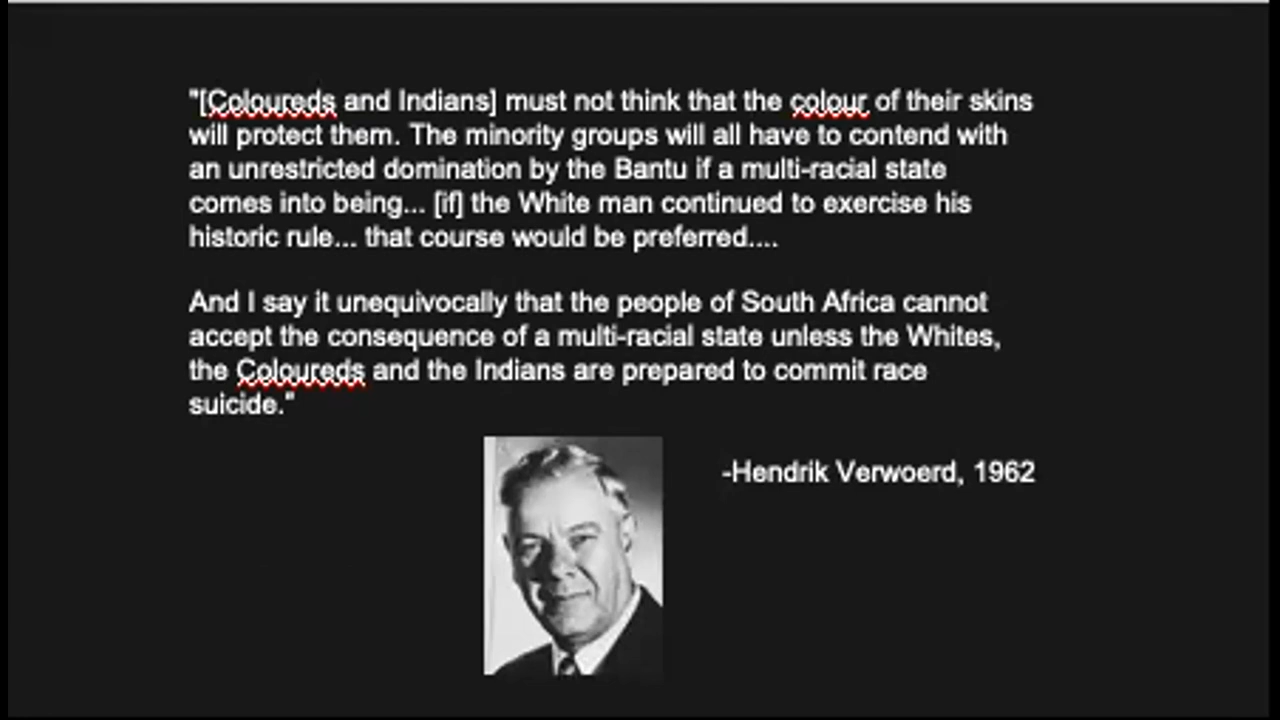 "[Coloureds and Indians] must not think that the colour of their skins
will protect them. The minority groups will all have to contend with
an unrestricted domination by the Bantu if a multi-racial state
comes into being... [if] the White man continued to exercise his
historic rule... that course would be preferred....
And I say it unequivocally that the people of South Africa cannot
accept the consequence of a multi-racial state unless the Whites,
the Coloureds and the Indians are prepared to commit race
suicide."
-Hendrik Verwoerd, 1962